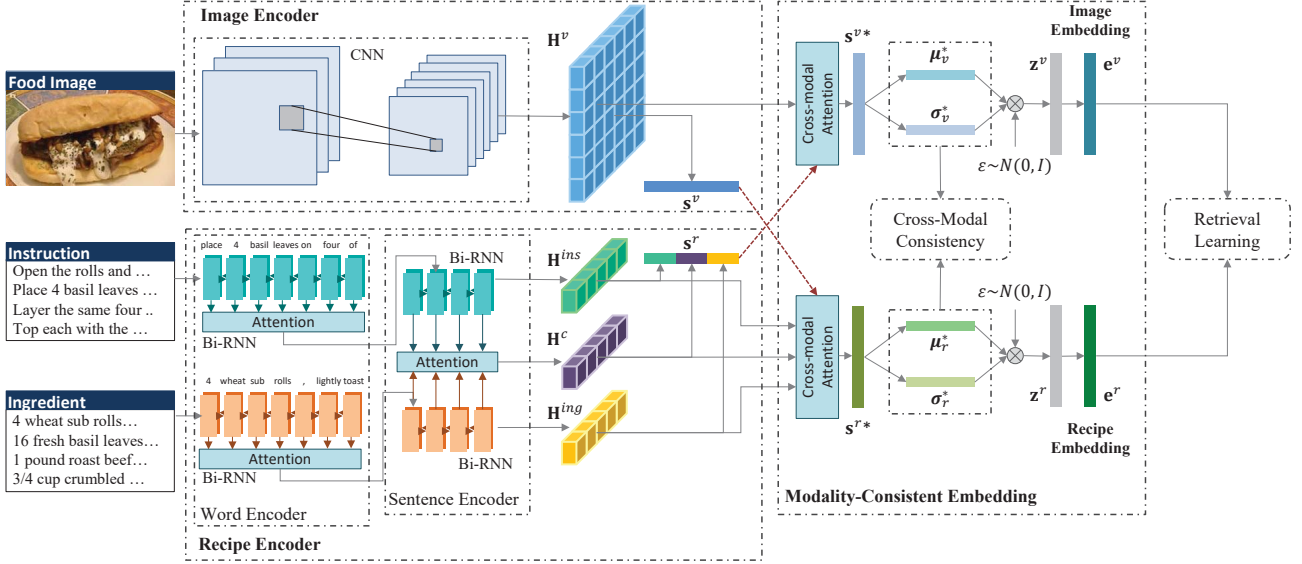 Image Encoder
CNN
Food Image
H^v
s^v
Instruction
Open the rolls and …
Place 4 basil leaves …
Layer the same four ..
Top each with the …
Ingredient
4 wheat sub rolls…
16 fresh basil leaves…
1 pound roast beef…
3/4 cup crumbled …
place 4 basil leaves on four of
Attention
Bi-RNN
4 wheat sub rolls , lightly toast
Attention
Bi-RNN
Word Encoder
Bi-RNN
Attention
Bi-RNN
Sentence Encoder
Recipe Encoder
H^{ins}
H^c
H^{ing}
s^r
Cross-modal
Attention
s^{v*}
μ_v^*
σ_v^*
ε~N(0, I)
z^v
Image
Embedding
e^v
Cross-Modal
Consistency
Retrieval
Learning
Cross-modal
Attention
s^{r*}
ε~N(0, I)
μ_r^*
σ_r^*
z^r
e^r
Recipe
Embedding
Modality-Consistent Embedding